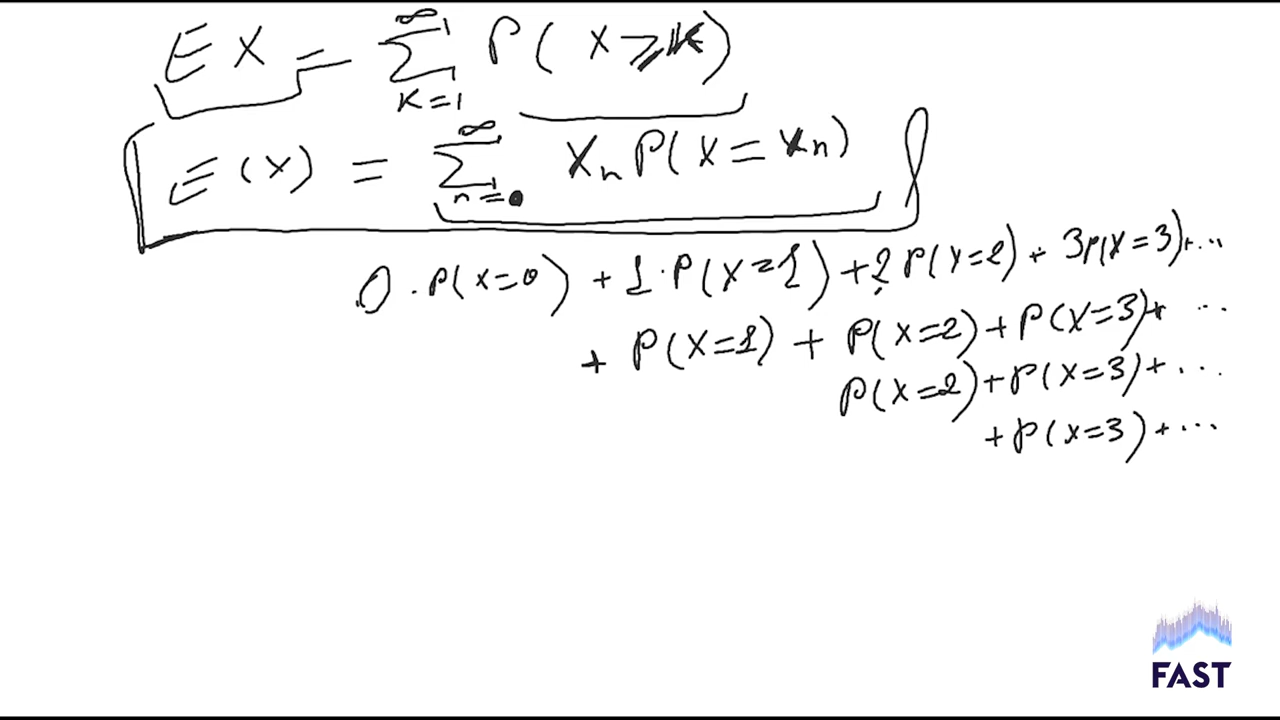 EX = ∑_{k=1}^{∞} P(X ⩾ k)
E(X) = ∑_{n=0}^{∞} x_n P(X = x_n)
0 · P(X=0) + 1 · P(X=1) + 2 P(X=2) + 3P(X=3) + ...
+ P(X=1) + P(X=2) + P(X=3) + ...
P(X=2) + P(X=3) + ...
+ P(X=3) + ...
FAST